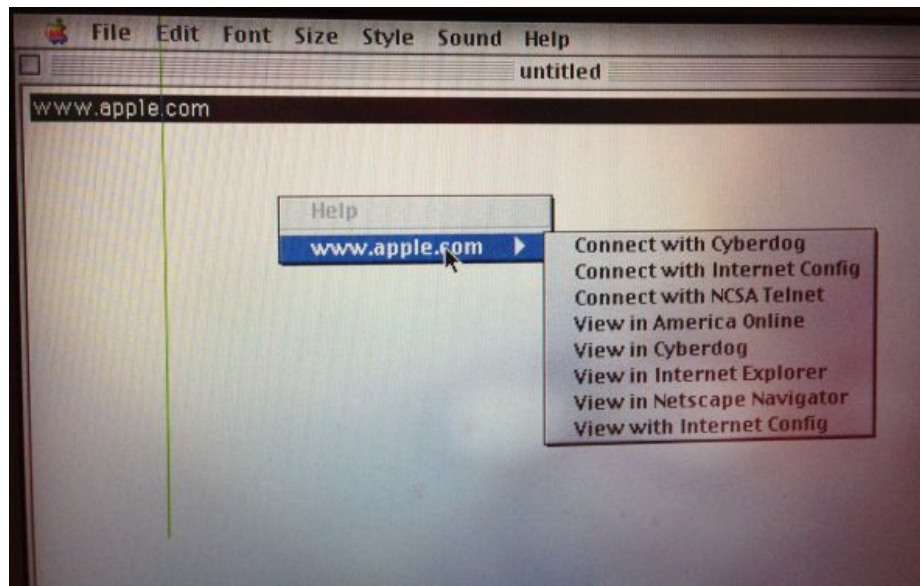 File Edit Font Size Style Sound Help
untitled
www.apple.com
Help
www.apple.com
Connect with Cyberdog
Connect with Internet Config
Connect with NCSA Telnet
View in America Online
View in Cyberdog
View in Internet Explorer
View in Netscape Navigator
View with Internet Config